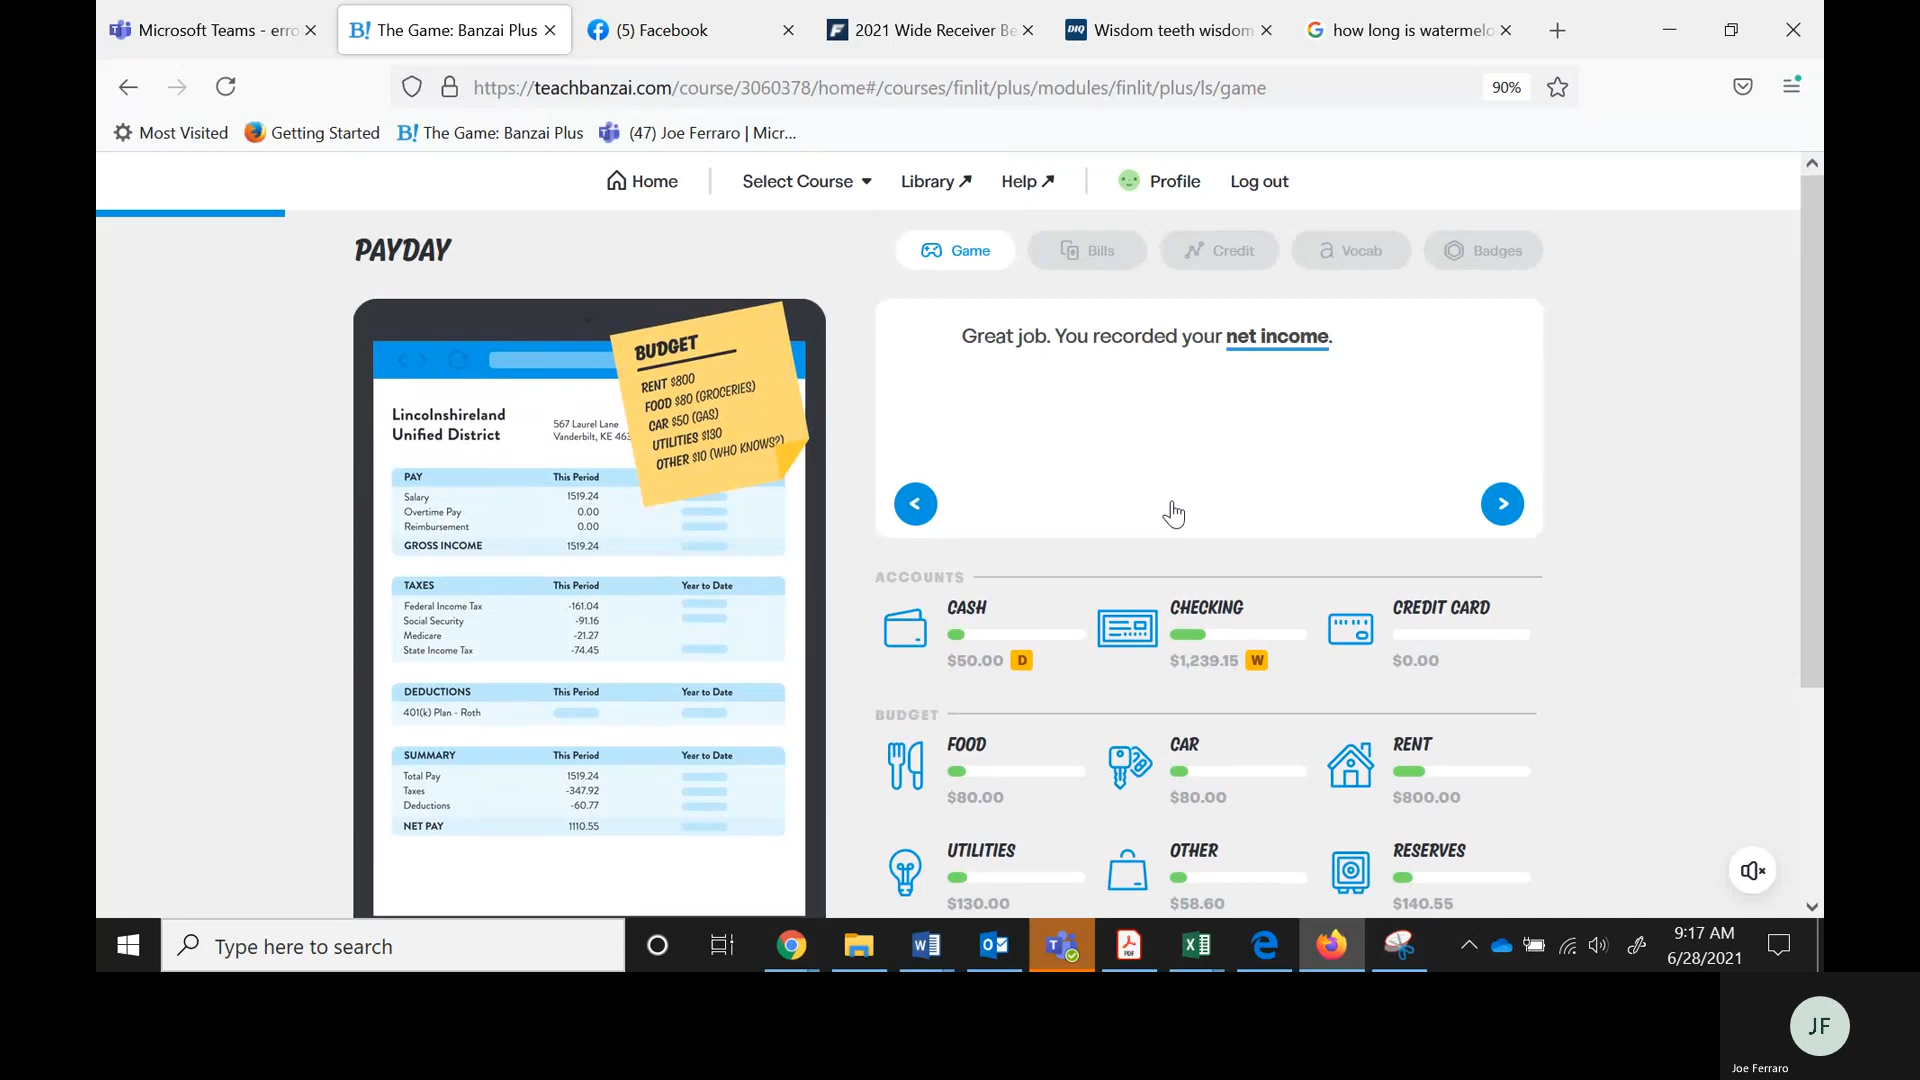 Microsoft Teams - erro
The Game: Banzai Plus
(5) Facebook
2021 Wide Receiver Be
DIQ
Wisdom teeth wisdom
how long is watermelo
https://teachbanzai.com/course/3060378/home#/courses/finlit/plus/modules/finlit/plus/ls/game
90%
Most Visited
Getting Started
B! The Game: Banzai Plus
(47) Joe Ferraro | Micr...
Home
Select Course
Library
Help
Profile
Log out
PAYDAY
Game
Bills
Credit
Vocab
Badges
BUDGET
RENT $800
FOOD $80 (GROCERIES)
CAR $50 (GAS)
UTILITIES $130
OTHER $10 (WHO KNOWS?)
Lincolnshireland
Unified District
567 Laurel Lane
Vanderbilt, KE 463
PAY This Period
Salary 1519.24
Overtime Pay 0.00
Reimbursement 0.00
GROSS INCOME 1519.24
TAXES This Period Year to Date
Federal Income Tax -161.04
Social Security -91.16
Medicare -21.27
State Income Tax -74.45
DEDUCTIONS This Period Year to Date
401(k) Plan - Roth
SUMMARY This Period Year to Date
Total Pay 1519.24
Taxes -347.92
Deductions -60.77
NET PAY 1110.55
Great job. You recorded your net income.
ACCOUNTS
CASH
$50.00 D
CHECKING
$1,239.15 W
CREDIT CARD
$0.00
BUDGET
FOOD
$80.00
CAR
$80.00
RENT
$800.00
UTILITIES
$130.00
OTHER
$58.60
RESERVES
$140.55
Type here to search
9:17 AM
6/28/2021
JF
Joe Ferraro